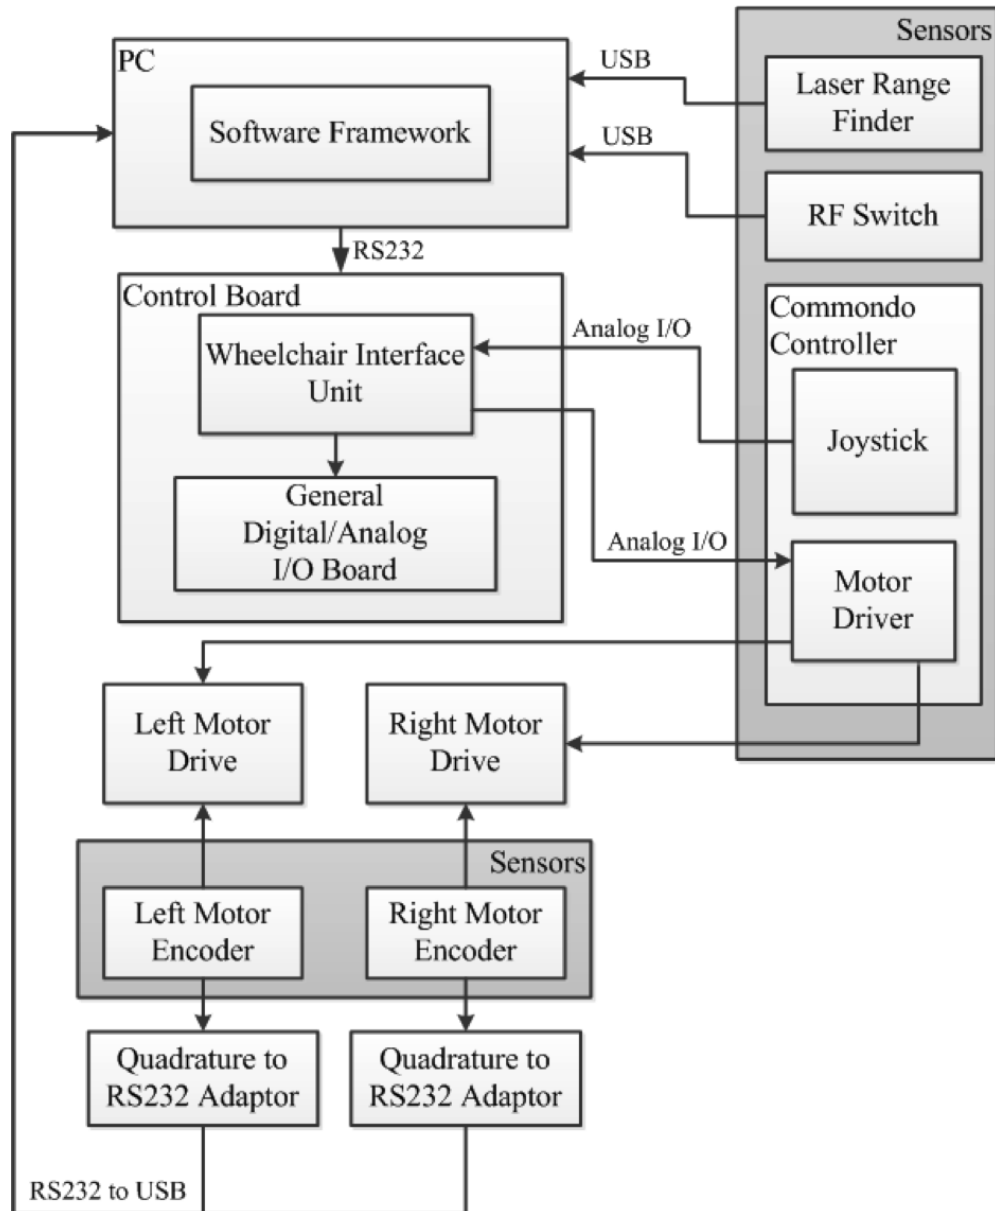 Sensors
PC
USB
Laser Range
Finder
Software Framework
USB
RF Switch
RS232
Control Board
Commondo
Controller
Analog I/O
Wheelchair Interface
Unit
Joystick
General
Digital/Analog
I/O Board
Analog I/O
Motor
Driver
Left Motor
Drive
Right Motor
Drive
Sensors
Left Motor
Encoder
Right Motor
Encoder
Quadrature to
RS232 Adaptor
Quadrature to
RS232 Adaptor
RS232 to USB